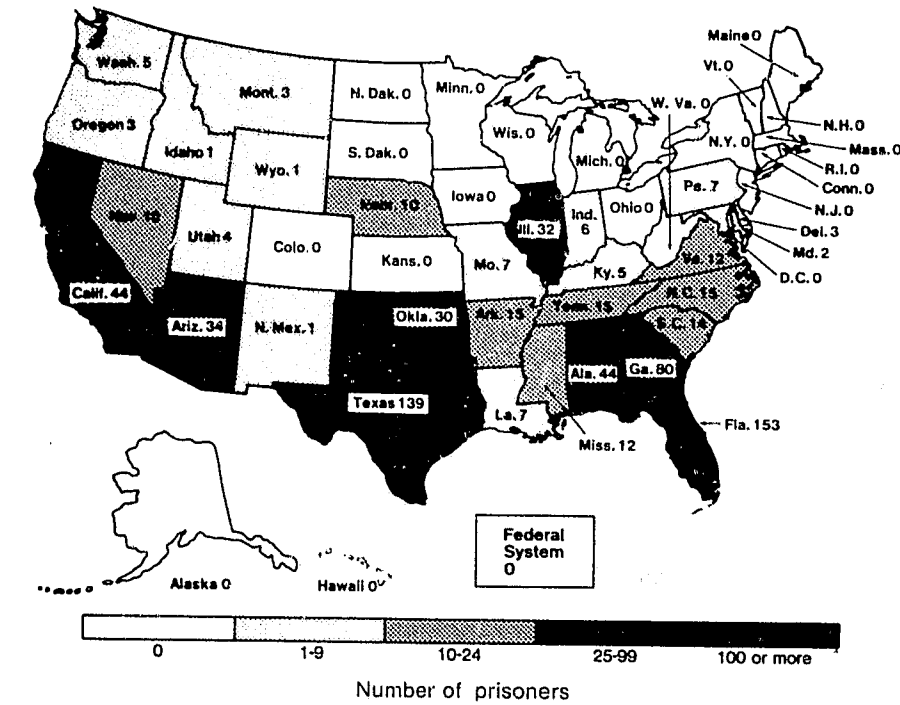 Maine 0
Vt. 0
Wash. 5
Mont. 3
N. Dak. 0
Minn. 0
W. Va. 0
Oregon 3
Idaho 1
Wyo. 1
S. Dak. 0
Wis. 0
Mich. 0
N.Y. 0
N.H. 0
Mass. 0
R.I. 0
Conn. 0
N.J. 0
Nev. 10
Utah 4
Colo. 0
Nebr. 10
Iowa 0
Ill. 32
Ind.
6
Ohio 0
Pa. 7
Del. 3
Md. 2
D.C. 0
Kans. 0
Mo. 7
Ky. 5
Va. 12
Calif. 44
Ariz. 34
N. Mex. 1
Okla. 30
Ark. 15
Tenn. 15
N.C. 15
S.C. 14
Texas 139
La. 7
Ala. 44
Ga. 80
Miss. 12
Fla. 153
Alaska 0
Hawaii 0
Federal
System
0
0
1-9
10-24
25-99
100 or more
Number of prisoners